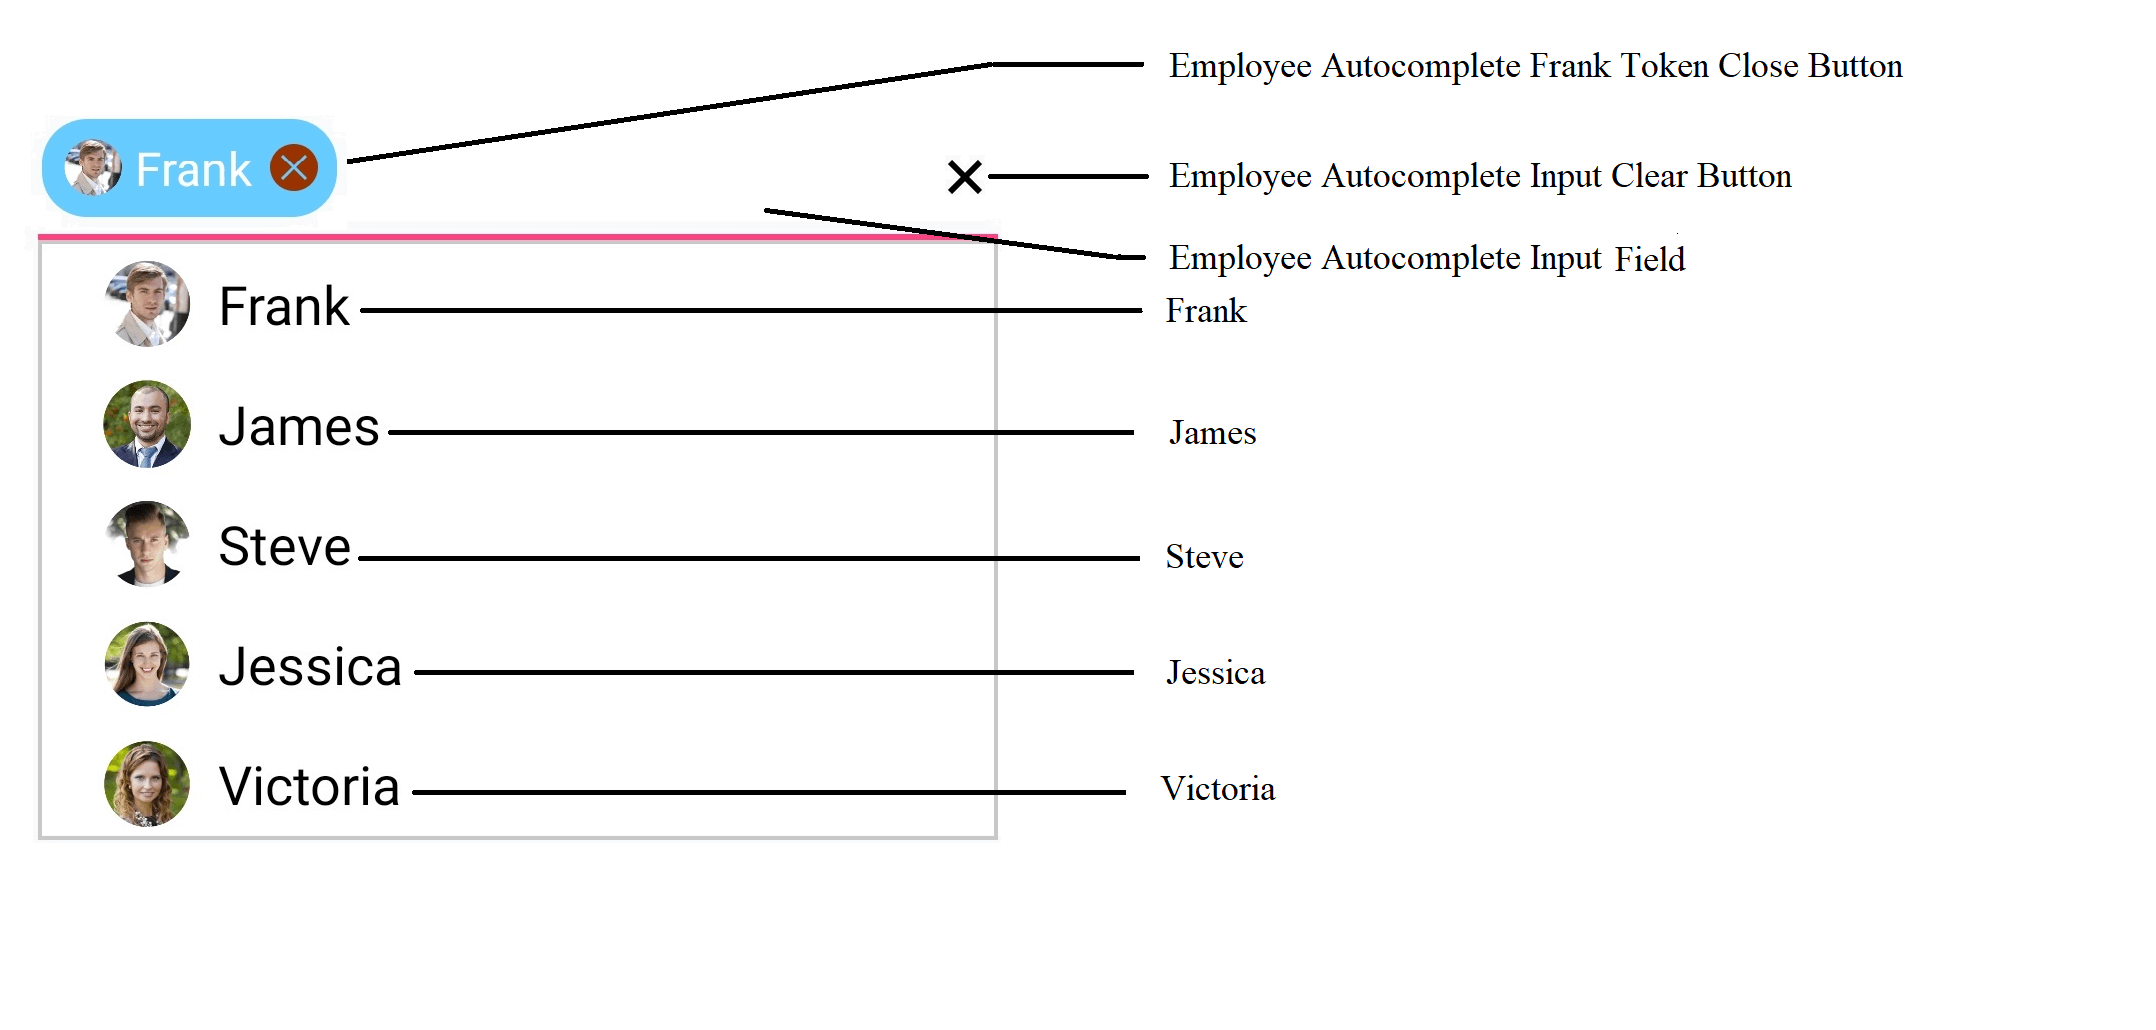 Employee Autocomplete Frank Token Close Button
Frank
Employee Autocomplete Input Clear Button
Employee Autocomplete Input Field
Frank
Frank
James
James
Steve
Steve
Jessica
Jessica
Victoria
Victoria